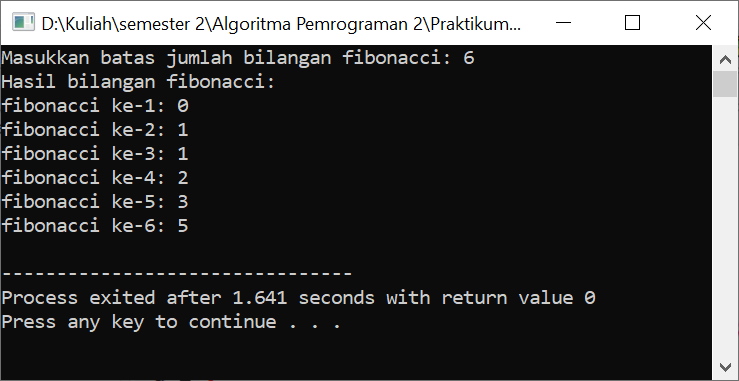 D:\Kuliah\semester 2\Algoritma Pemrograman 2\Praktikum...
Masukkan batas jumlah bilangan fibonacci: 6
Hasil bilangan fibonacci:
fibonacci ke-1: 0
fibonacci ke-2: 1
fibonacci ke-3: 1
fibonacci ke-4: 2
fibonacci ke-5: 3
fibonacci ke-6: 5
--------------------------------
Process exited after 1.641 seconds with return value 0
Press any key to continue . . .